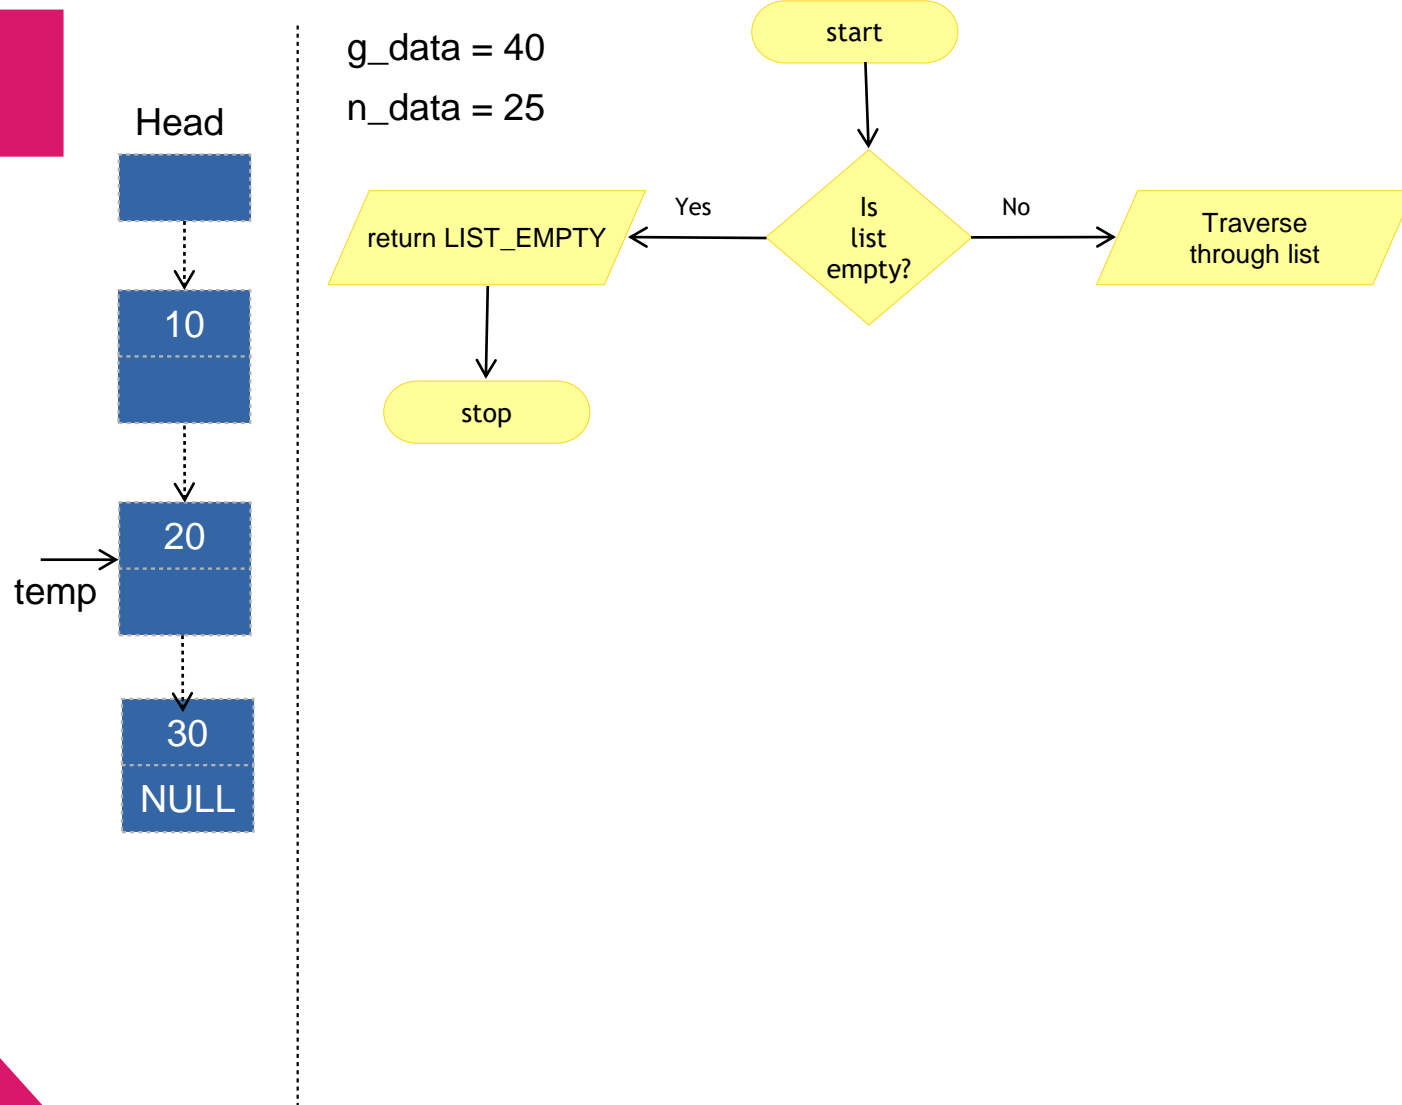 Head
10
20
temp
30
NULL
g_data = 40
n_data = 25
start
Is
list
empty?
Yes
No
return LIST_EMPTY
Traverse
through list
stop